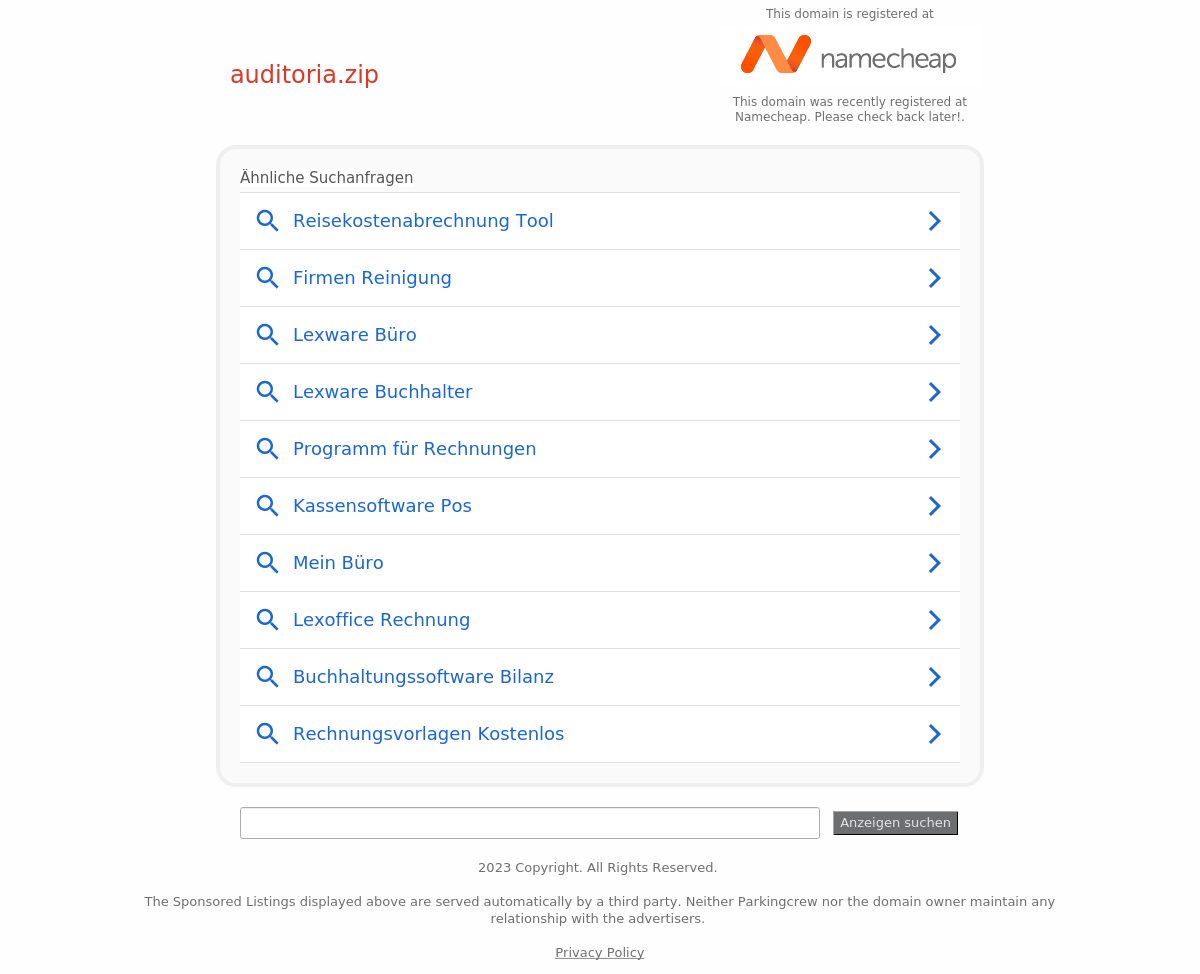 This domain is registered at
namecheap
auditoria.zip
This domain was recently registered at
Namecheap. Please check back later!.
Ähnliche Suchanfragen
Reisekostenabrechnung Tool
Firmen Reinigung
Lexware Büro
Lexware Buchhalter
Programm für Rechnungen
Kassensoftware Pos
Mein Büro
Lexoffice Rechnung
Buchhaltungssoftware Bilanz
Rechnungsvorlagen Kostenlos
Anzeigen suchen
2023 Copyright. All Rights Reserved.
The Sponsored Listings displayed above are served automatically by a third party. Neither Parkingcrew nor the domain owner maintain any
relationship with the advertisers.
Privacy Policy